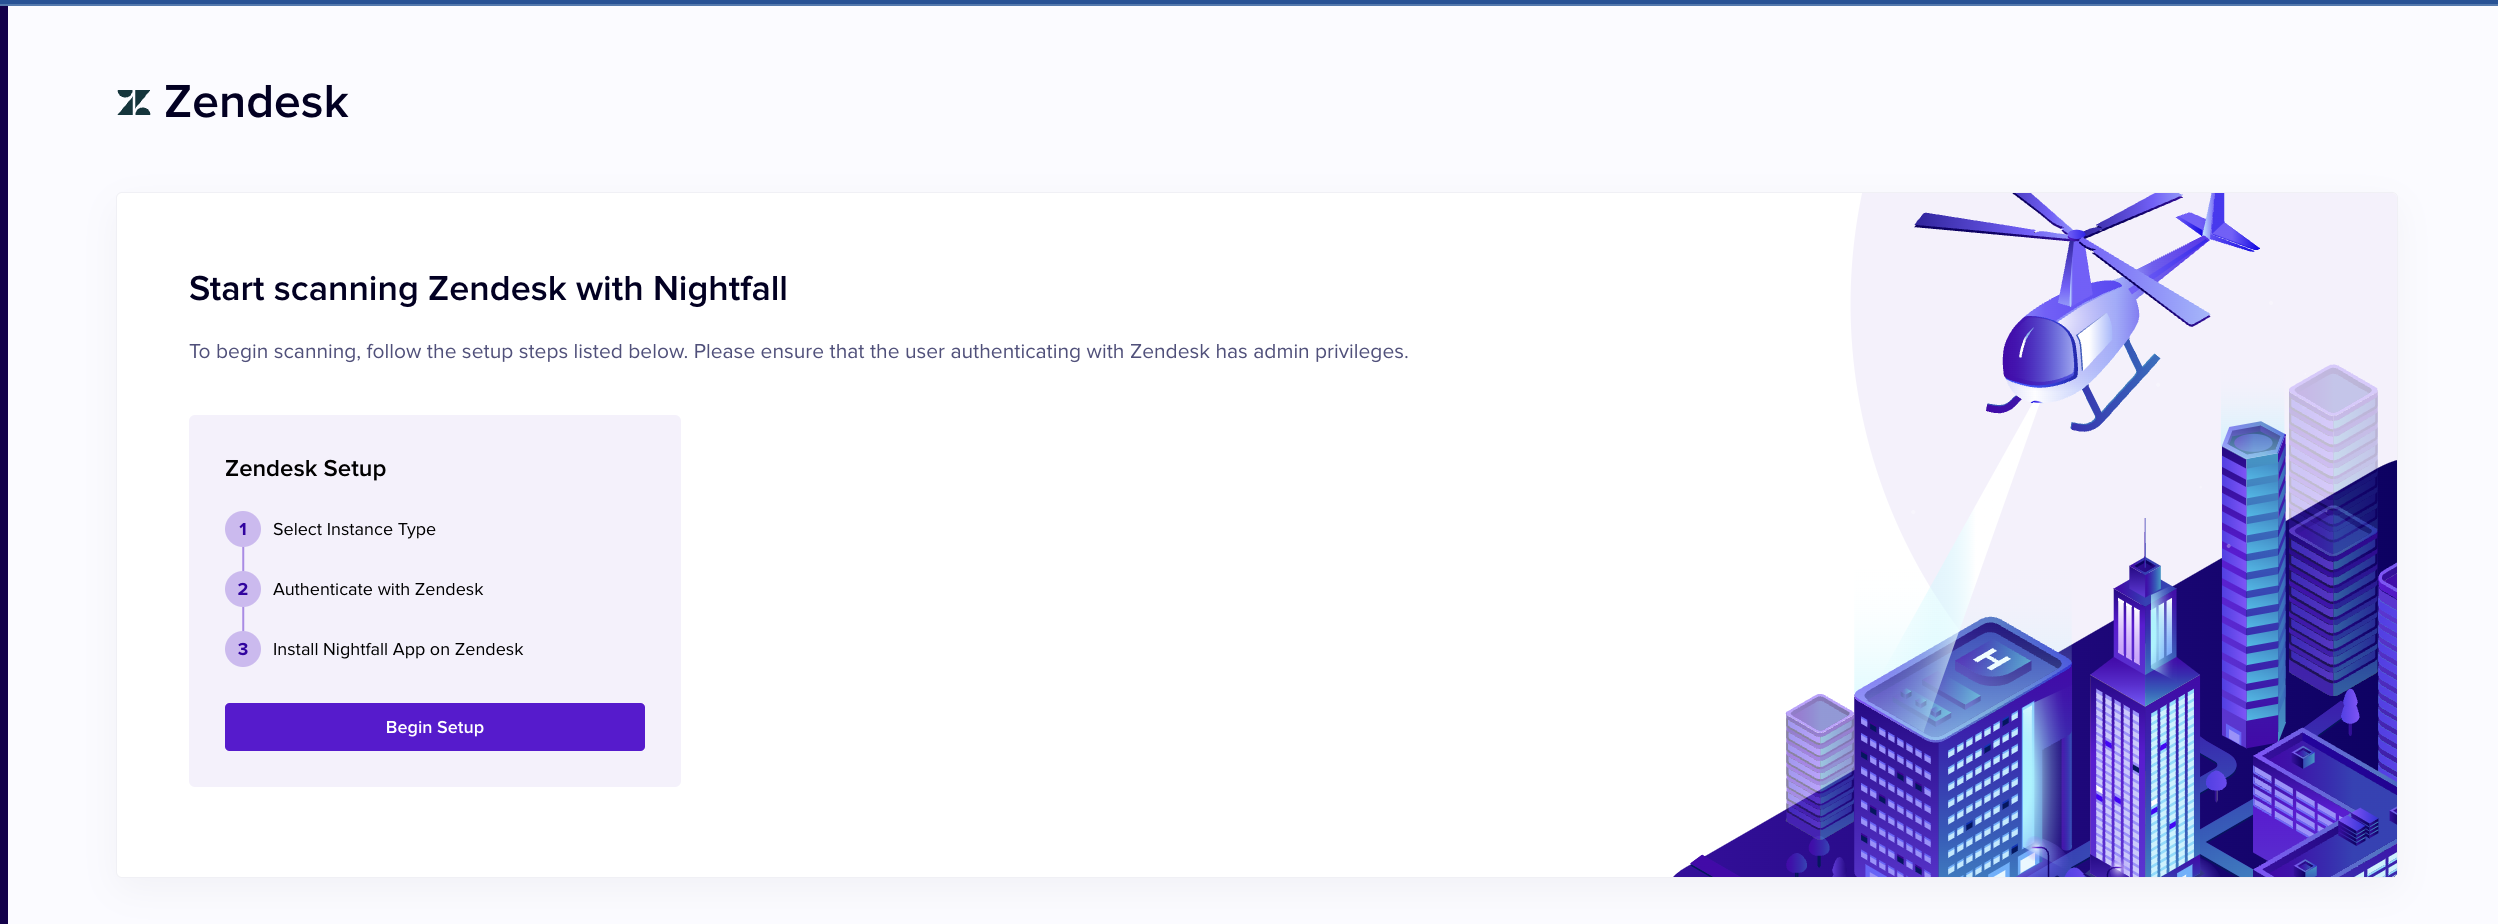 Zendesk
Start scanning Zendesk with Nightfall
To begin scanning, follow the setup steps listed below. Please ensure that the user authenticating with Zendesk has admin privileges.
Zendesk Setup
1 Select Instance Type
2 Authenticate with Zendesk
3 Install Nightfall App on Zendesk
Begin Setup
H